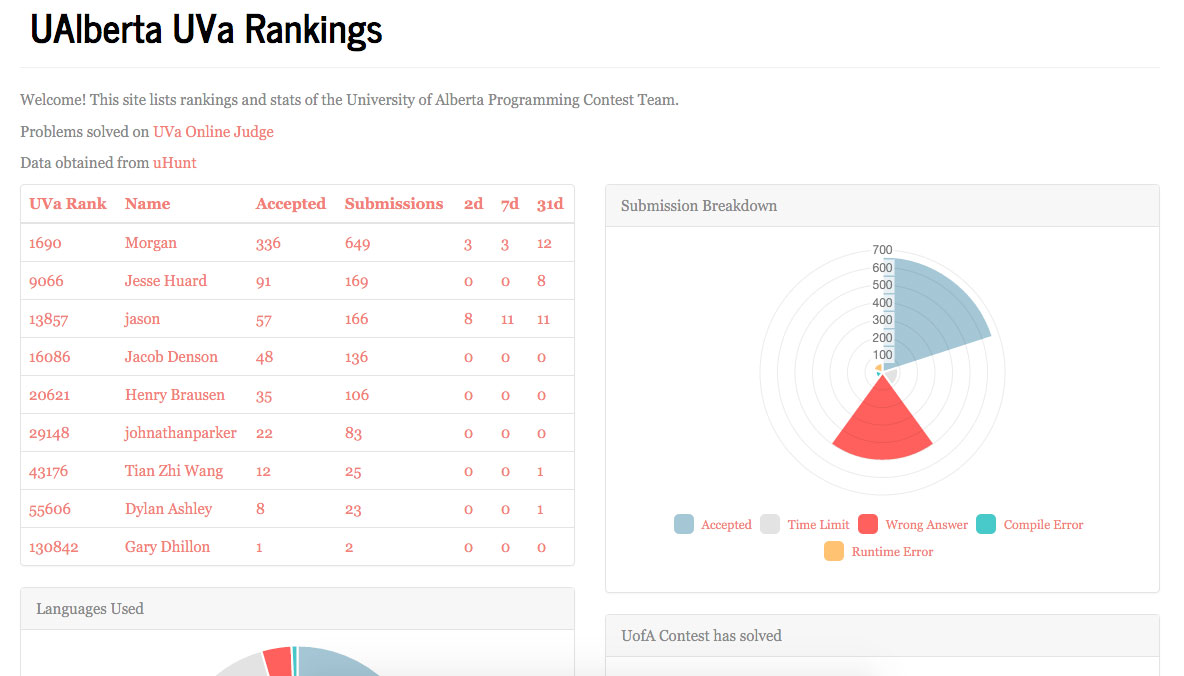 UAlberta UVa Rankings
Welcome! This site lists rankings and stats of the University of Alberta Programming Contest Team.
Problems solved on UVa Online Judge
Data obtained from uHunt
UVa Rank Name Accepted Submissions 2d 7d 31d
1690 Morgan 336 649 3 3 12
9066 Jesse Huard 91 169 0 0 8
13857 jason 57 166 8 11 11
16086 Jacob Denson 48 136 0 0 0
20621 Henry Brausen 35 106 0 0 0
29148 johnathanparker 22 83 0 0 0
43176 Tian Zhi Wang 12 25 0 0 1
55606 Dylan Ashley 8 23 0 0 1
130842 Gary Dhillon 1 2 0 0 0
Languages Used
Submission Breakdown
700
600
500
400
300
200
100
Accepted Time Limit Wrong Answer Compile Error
Runtime Error
UofA Contest has solved